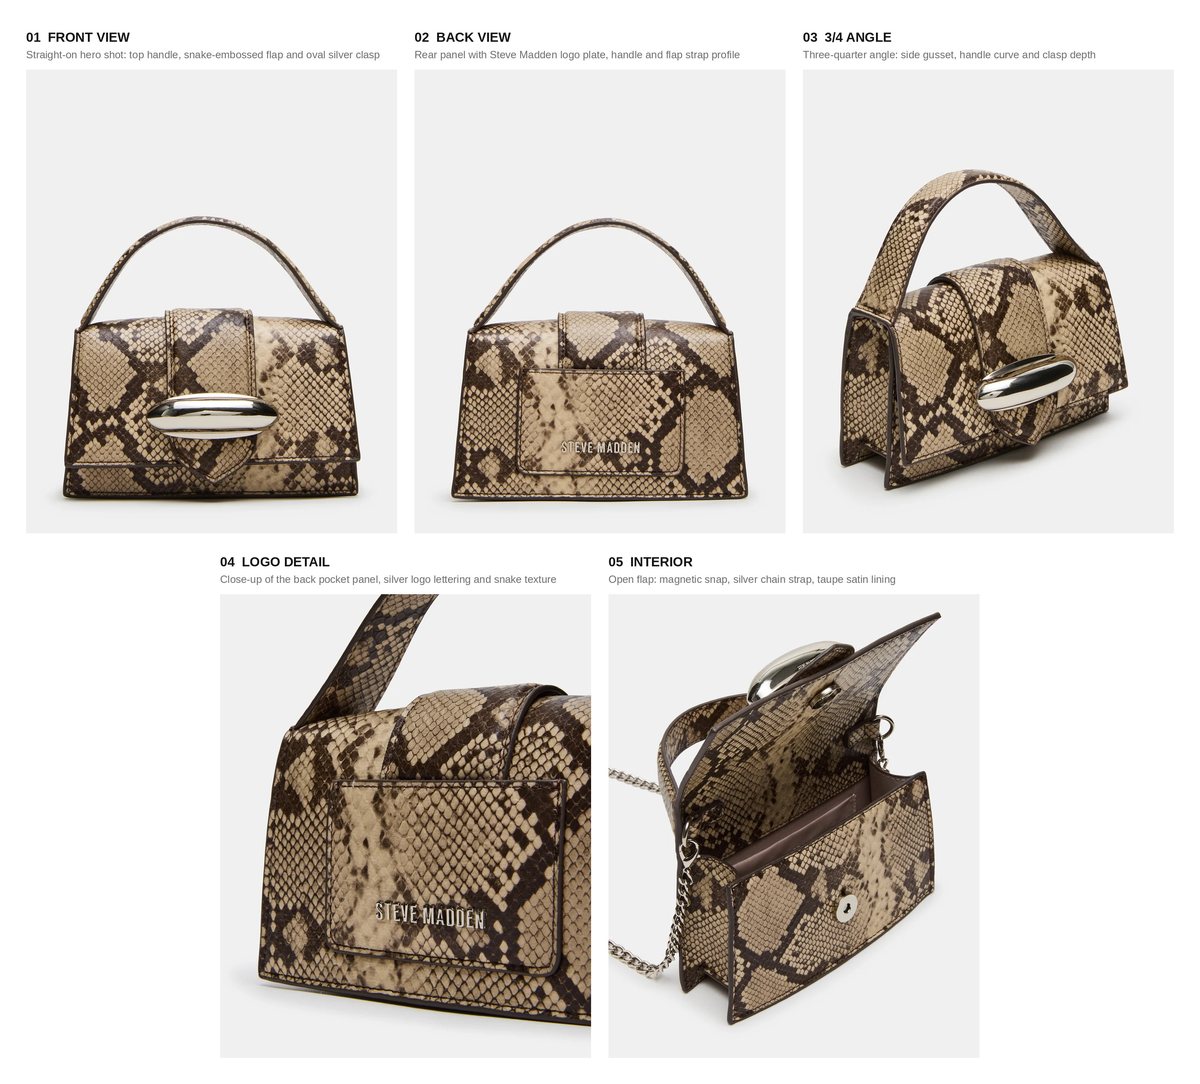 01 FRONT VIEW
Straight-on hero shot: top handle, snake-embossed flap and oval silver clasp
02 BACK VIEW
Rear panel with Steve Madden logo plate, handle and flap strap profile
03 3/4 ANGLE
Three-quarter angle: side gusset, handle curve and clasp depth
STEVE MADDEN
04 LOGO DETAIL
Close-up of the back pocket panel, silver logo lettering and snake texture
05 INTERIOR
Open flap: magnetic snap, silver chain strap, taupe satin lining
STEVE MADDEN